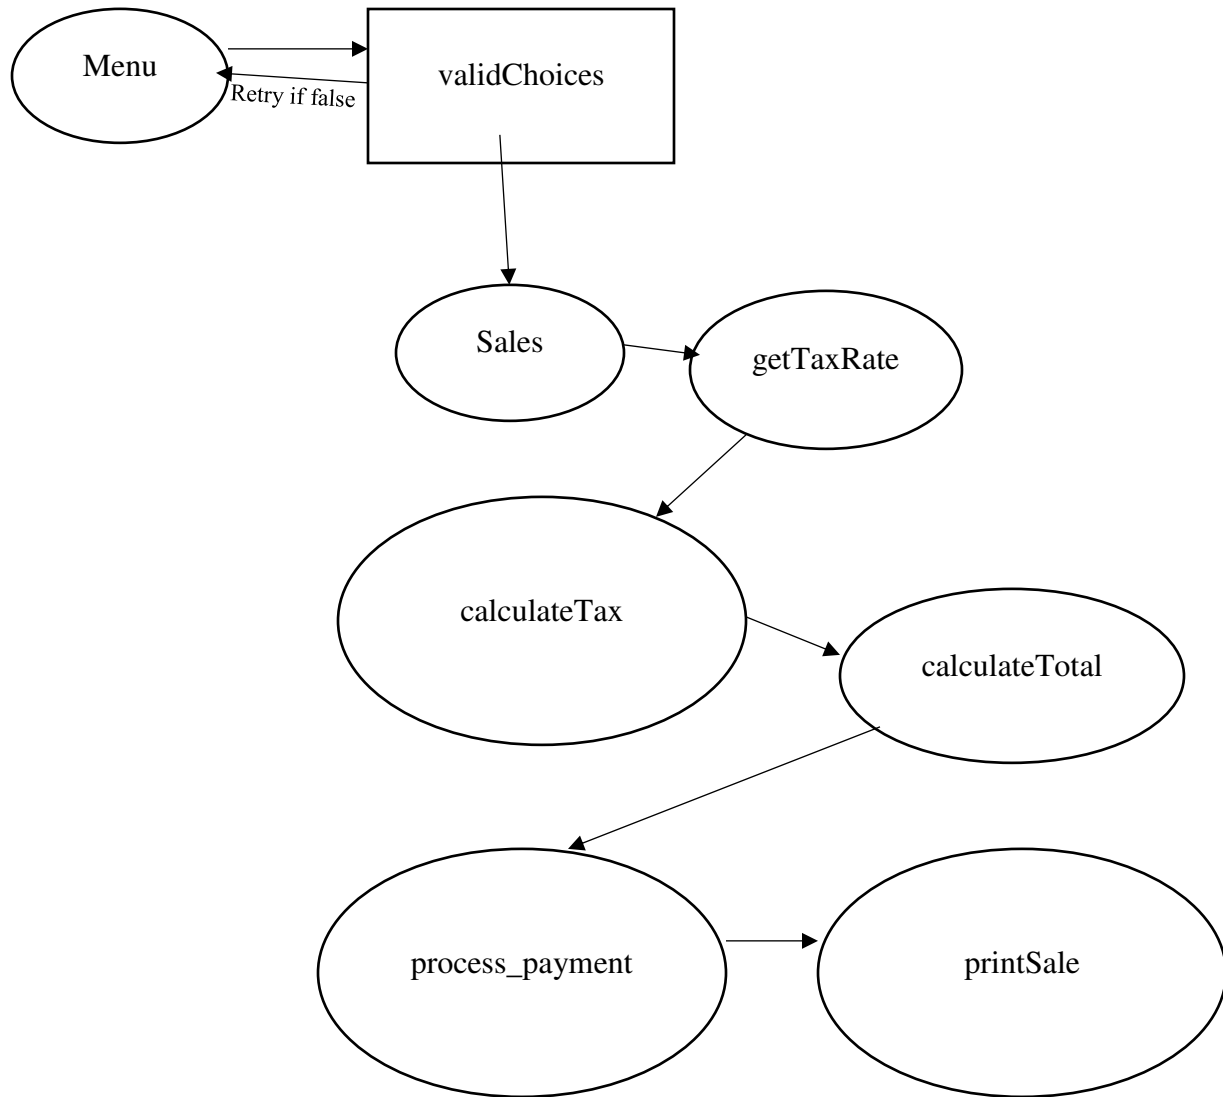 Menu
validChoices
Retry if false
Sales
getTaxRate
calculateTax
calculateTotal
process_payment
printSale